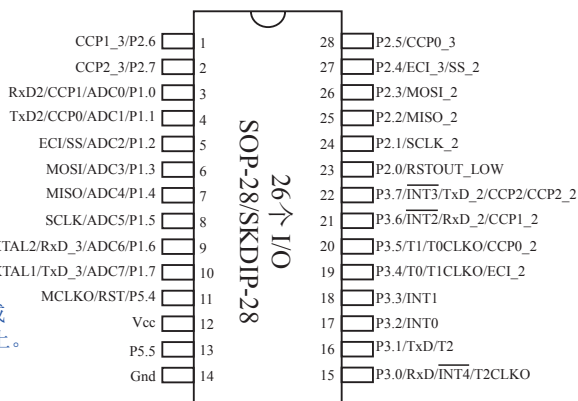 CCP1_3/P2.6 1 28 P2.5/CCP0_3
CCP2_3/P2.7 2 27 P2.4/ECI_3/SS_2
RxD2/CCP1/ADC0/P1.0 3 26 P2.3/MOSI_2
TxD2/CCP0/ADC1/P1.1 4 25 P2.2/MISO_2
ECI/SS/ADC2/P1.2 5 24 P2.1/SCLK_2
MOSI/ADC3/P1.3 6 23 P2.0/RSTOUT_LOW
MISO/ADC4/P1.4 7 22 P3.7/INT3/TxD_2/CCP2/CCP2_2
SCLK/ADC5/P1.5 8 21 P3.6/INT2/RxD_2/CCP1_2
XTAL2/RxD_3/ADC6/P1.6 9 20 P3.5/T1/T0CLKO/CCP0_2
XTAL1/TxD_3/ADC7/P1.7 10 19 P3.4/T0/T1CLKO/ECI_2
MCLKO/RST/P5.4 11 18 P3.3/INT1
Vcc 12 17 P3.2/INT0
P5.5 13 16 P3.1/TxD/T2
Gnd 14 15 P3.0/RxD/INT4/T2CLKO
26个 I/O
SOP-28/SKDIP-28